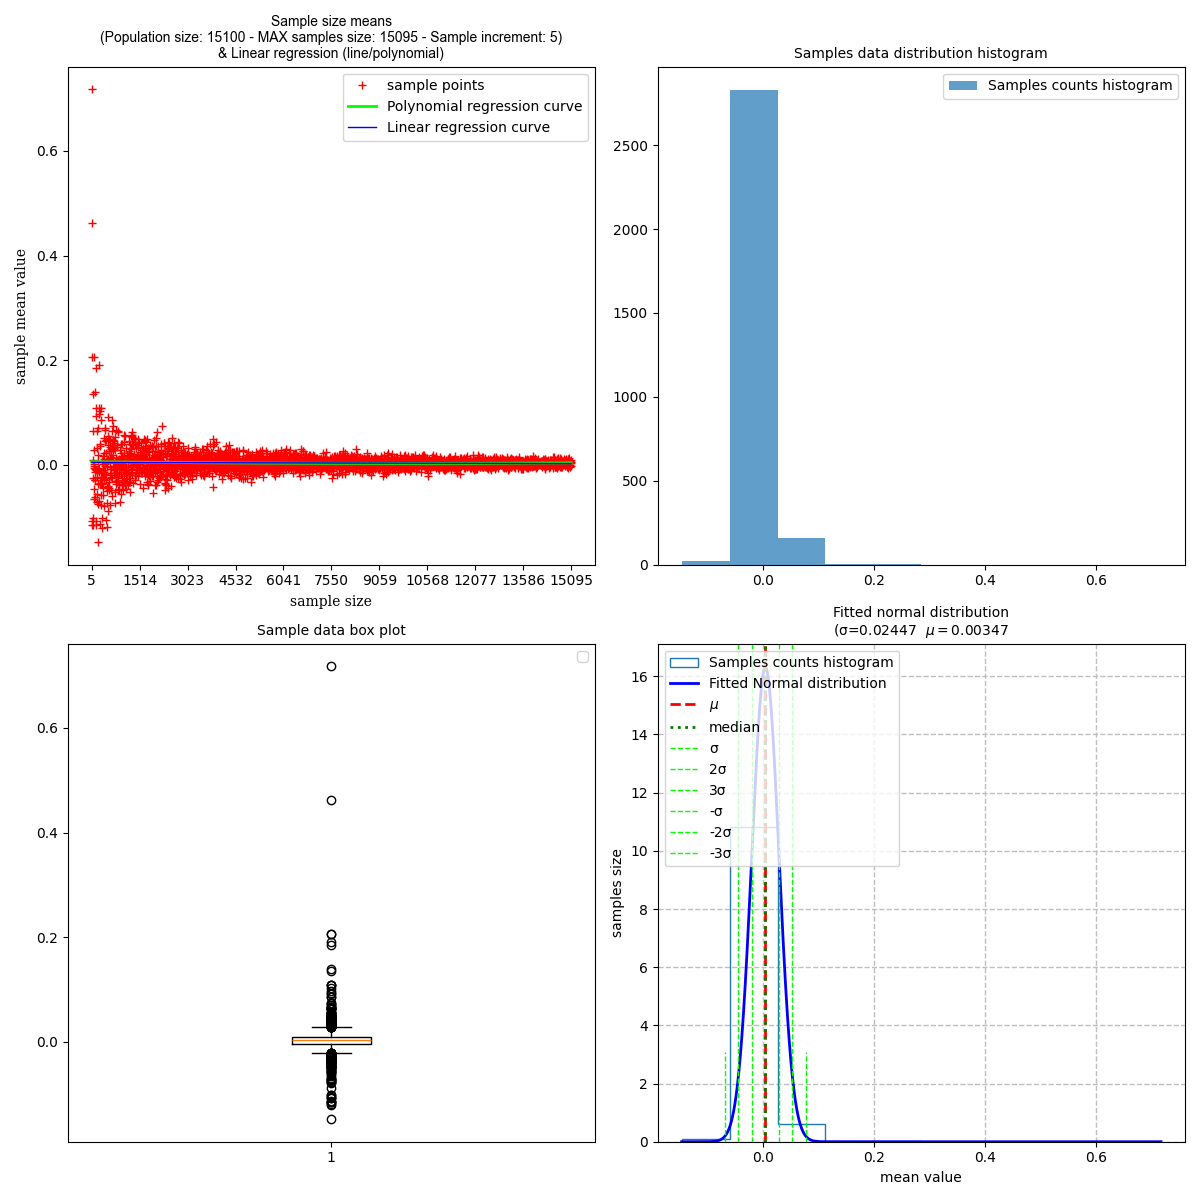 Sample size means
(Population size: 15100 - MAX samples size: 15095 - Sample increment: 5)
& Linear regression (line/polynomial)
sample points
Polynomial regression curve
Linear regression curve
0.6
0.4
0.2
0.0
sample mean value
5 1514 3023 4532 6041 7550 9059 10568 12077 13586 15095
sample size
Samples data distribution histogram
Samples counts histogram
2500
2000
1500
1000
500
0
0.0 0.2 0.4 0.6
Sample data box plot
0.6
0.4
0.2
0.0
1
Fitted normal distribution
(σ=0.02447 μ = 0.00347
Samples counts histogram
Fitted Normal distribution
μ
median
σ
2σ
3σ
-σ
-2σ
-3σ
16
14
12
10
8
6
4
2
0
samples size
0.0 0.2 0.4 0.6
mean value